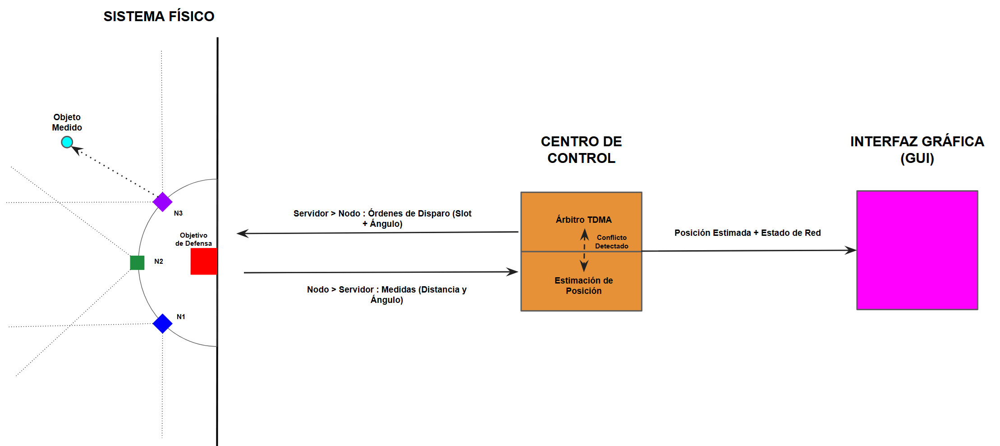 SISTEMA FÍSICO
Objeto
Medido
N3
Objetivo
de Defensa
N2
N1
Servidor > Nodo : Órdenes de Disparo (Slot
+ Ángulo)
Nodo > Servidor : Medidas (Distancia y
Ángulo)
CENTRO DE
CONTROL
Árbitro TDMA
Conflicto
Detectado
Estimación de
Posición
Posición Estimada + Estado de Red
INTERFAZ GRÁFICA
(GUI)